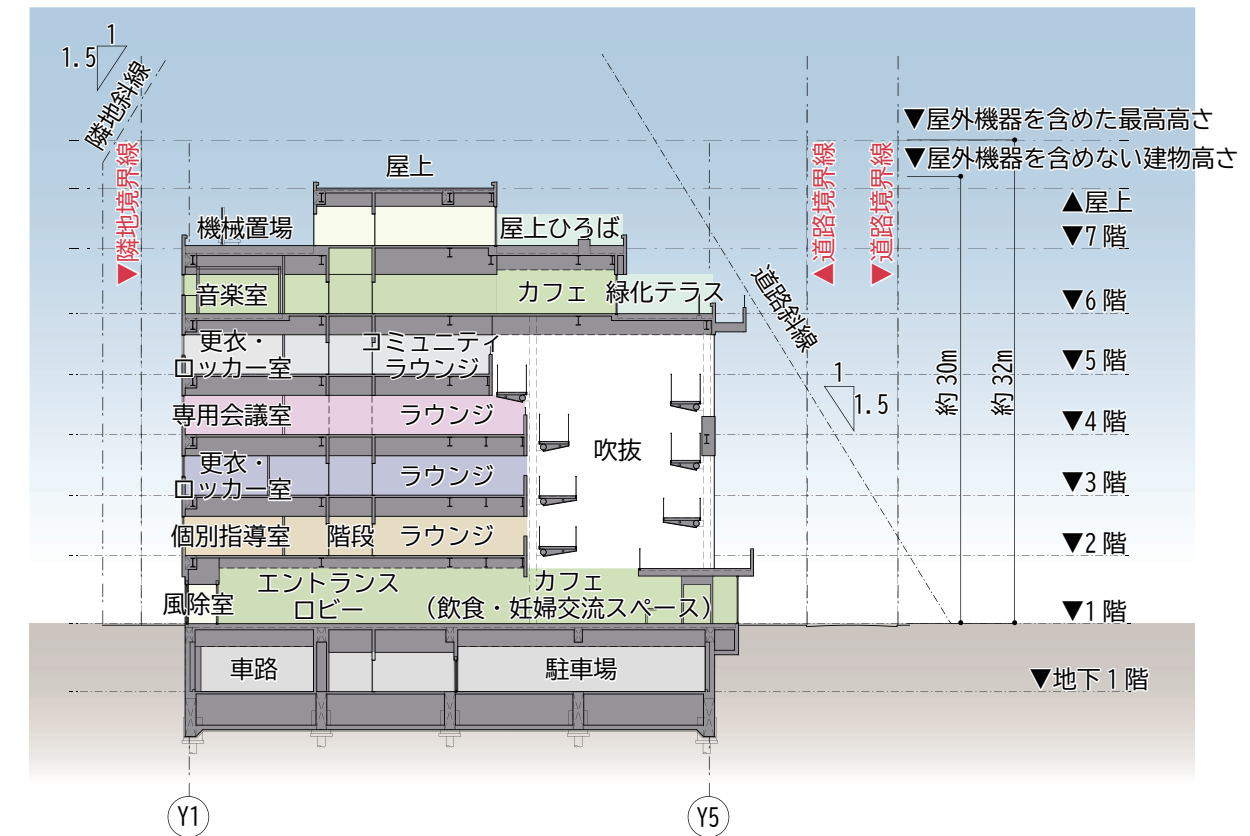 1
1.5
隣地斜線
▼隣地境界線
屋上
機械置場
屋上ひろば
音楽室
カフェ
緑化テラス
更衣・
ロッカー室
コミュニティ
ラウンジ
専用会議室
ラウンジ
吹抜
更衣・
ロッカー室
ラウンジ
個別指導室
階段
ラウンジ
エントランス
ロビー
カフェ
(飲食・妊婦交流スペース)
風除室
車路
駐車場
道路斜線
1
1.5
▲道路境界線
▼道路境界線
▼屋外機器を含めた最高高さ
▼屋外機器を含めない建物高さ
約30m
約32m
▲屋上
▼7階
▼6階
▼5階
▼4階
▼3階
▼2階
▼1階
▼地下1階
Y1
Y5